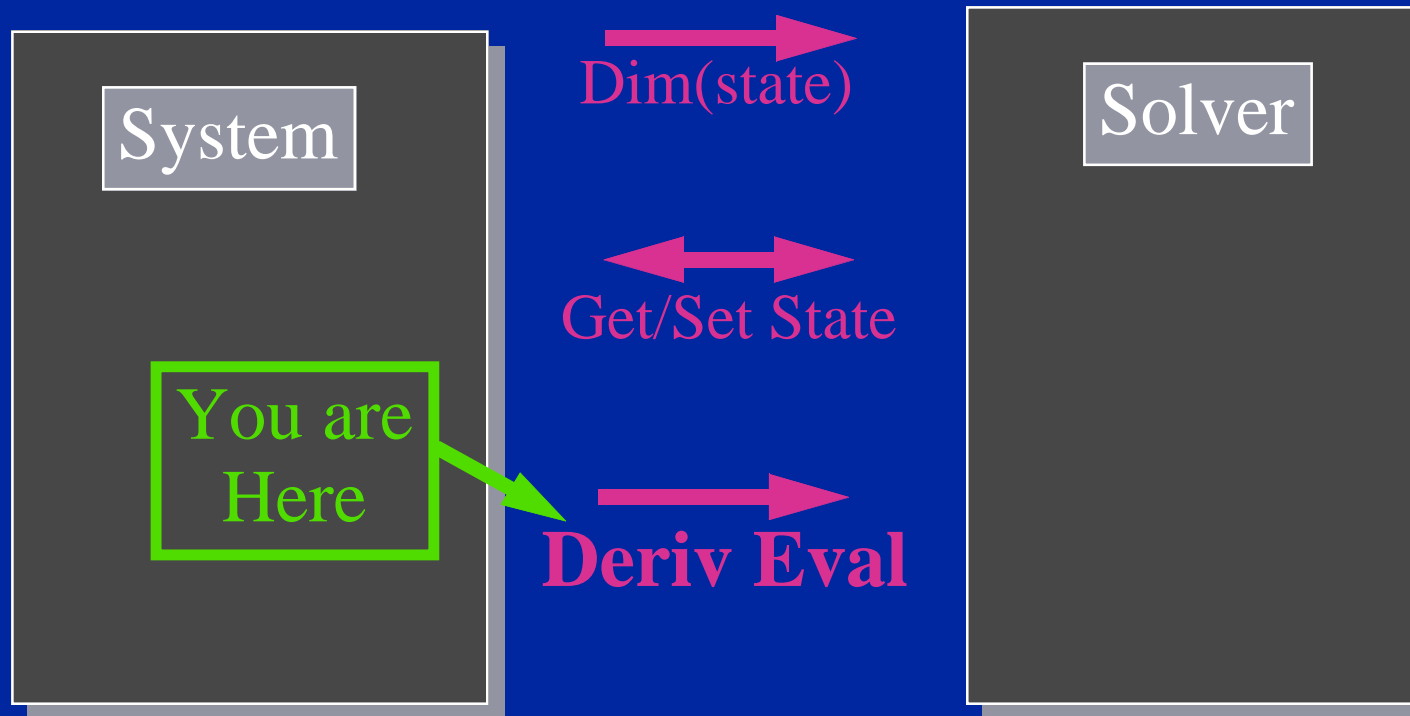 System
Dim(state)
Solver
Get/Set State
You are
Here
Deriv Eval